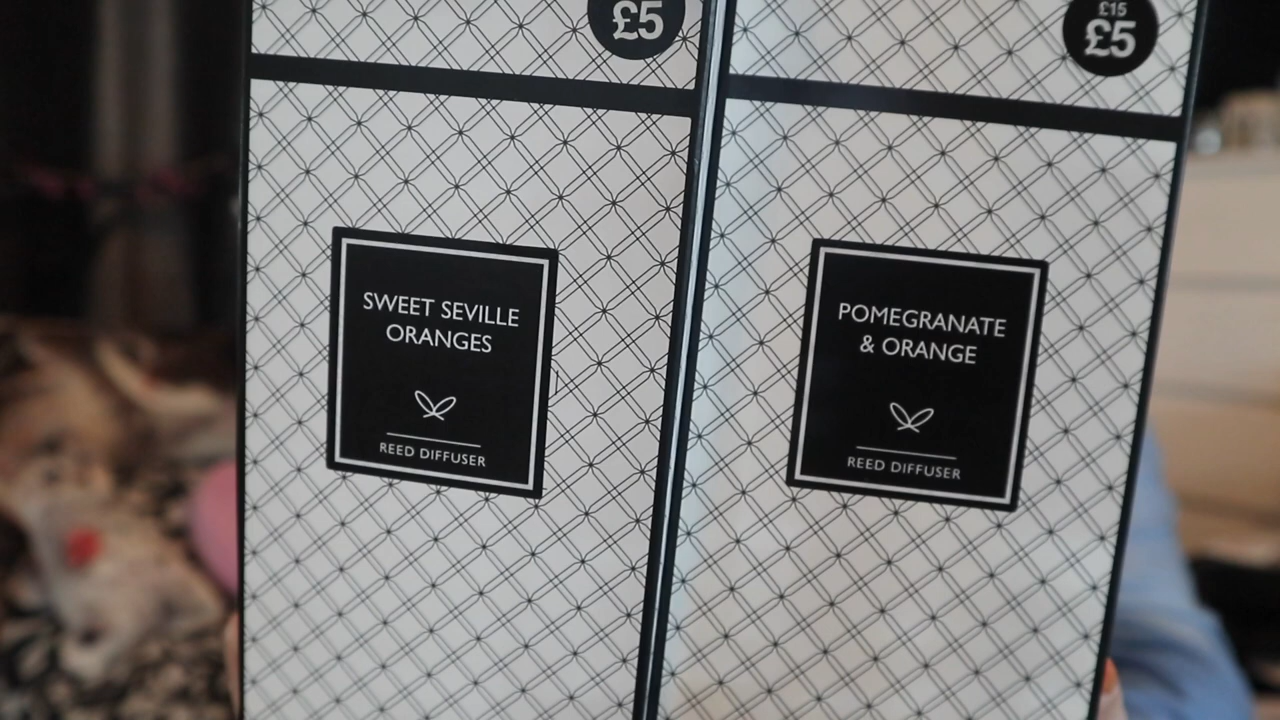 £5
SWEET SEVILLE
ORANGES
REED DIFFUSER
£15
£5
POMEGRANATE
& ORANGE
REED DIFFUSER